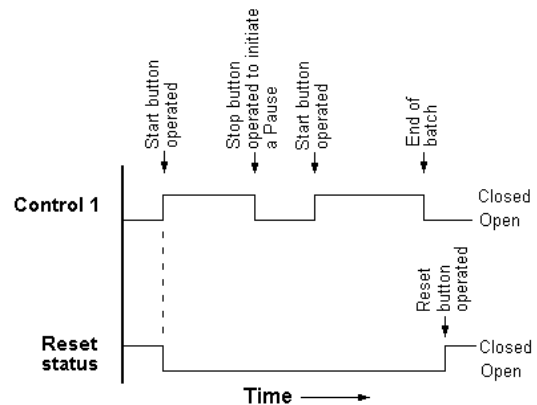 Start button
operated
Stop button
operated to initiate
a Pause
Start button
operated
End of
batch
Control 1
Closed
Open
Reset
button
operated
Reset
status
Closed
Open
Time